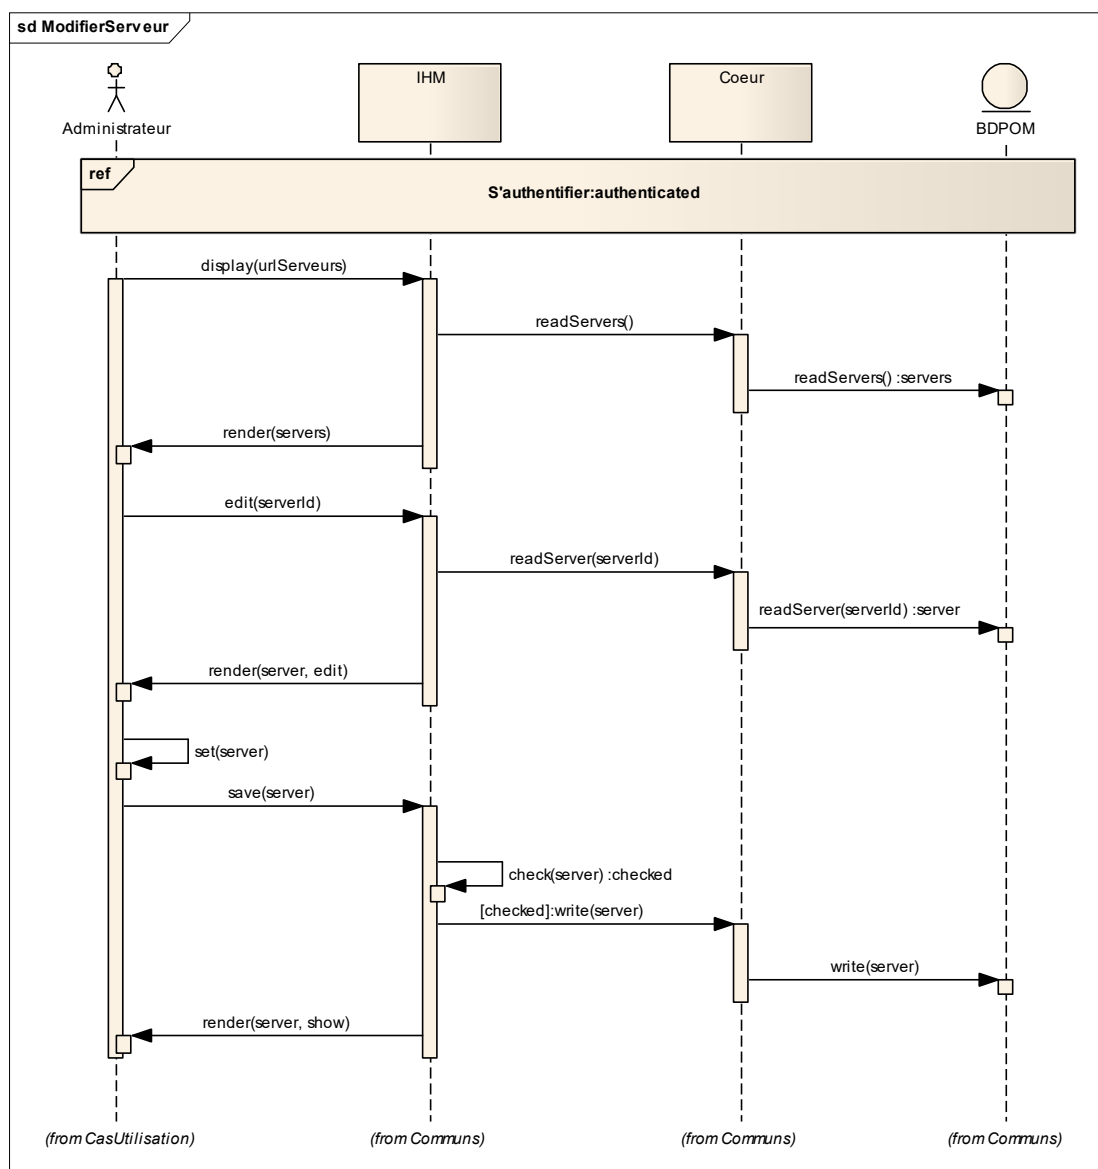 sd ModifierServeur
Administrateur
IHM
Coeur
BDPOM
ref
S'authentifier:authenticated
display(urlServeurs)
readServers()
readServers() :servers
render(servers)
edit(serverId)
readServer(serverId)
readServer(serverId) :server
render(server, edit)
set(server)
save(server)
check(server) :checked
[checked]:write(server)
write(server)
render(server, show)
(from CasUtilisation)
(from Communs)
(from Communs)
(from Communs)